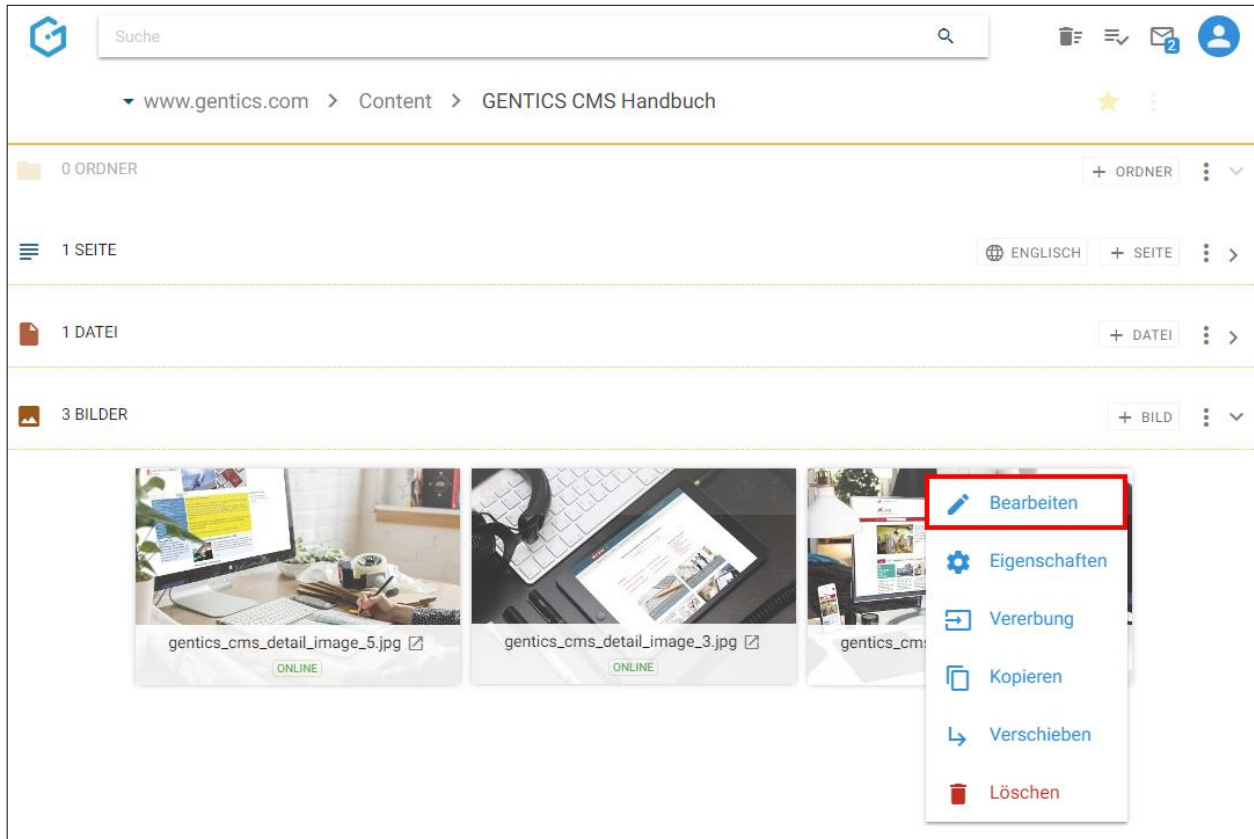 Suche
2
www.gentics.com > Content > GENTICS CMS Handbuch
0 ORDNER + ORDNER
1 SEITE ENGLISCH + SEITE
1 DATEI + DATEI
3 BILDER + BILD
Bearbeiten
Eigenschaften
Vererbung
gentics_cms_detail_image_5.jpg
ONLINE
gentics_cms_detail_image_3.jpg
ONLINE
gentics_cm
Kopieren
Verschieben
Löschen